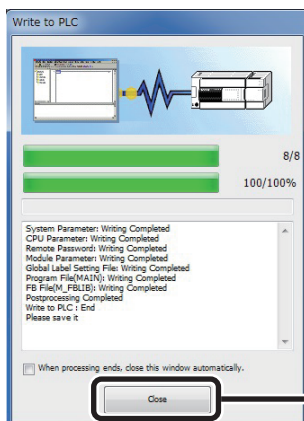 Write to PLC
8/8
100/100%
System Parameter: Writing Completed
CPU Parameter: Writing Completed
Remote Password: Writing Completed
Module Parameter: Writing Completed
Global Label Setting File: Writing Completed
Program File(MAIN): Writing Completed
FB File(M_FBLIB): Writing Completed
Postprocessing Completed
Write to PLC : End
Please save it
When processing ends, close this window automatically.
Close